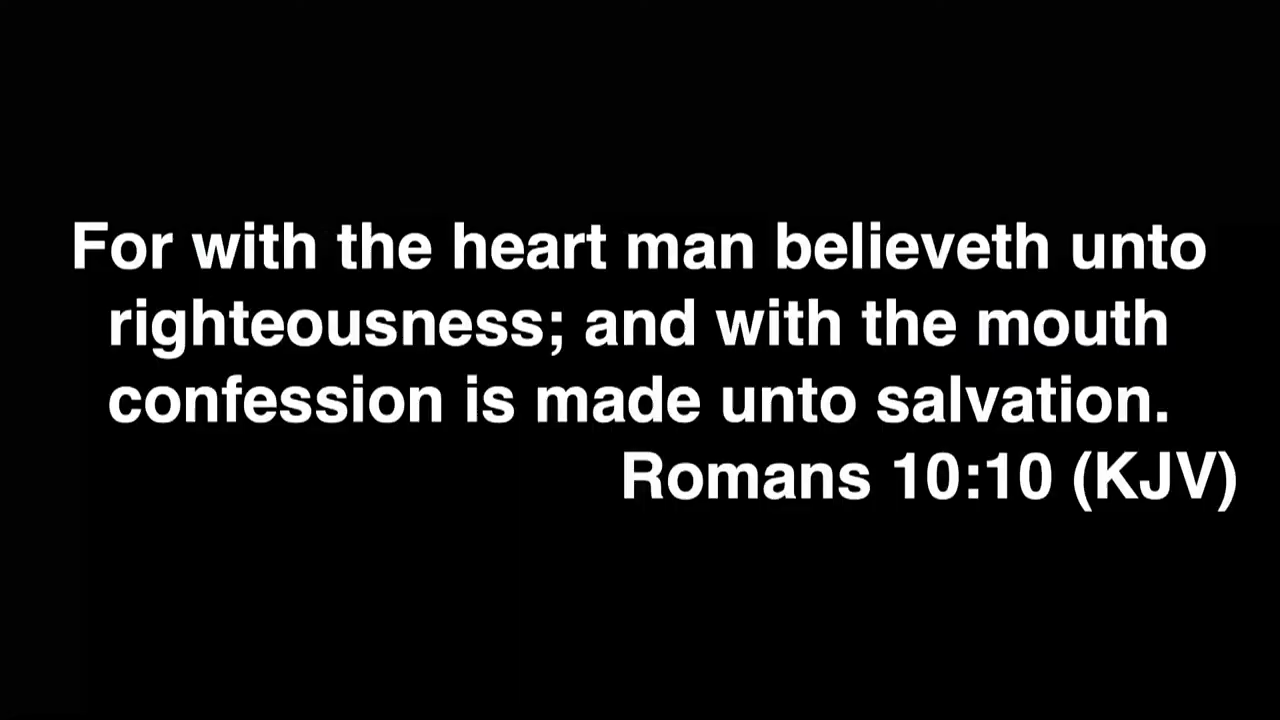 For with the heart man believeth unto
righteousness; and with the mouth
confession is made unto salvation.
Romans 10:10 (KJV)